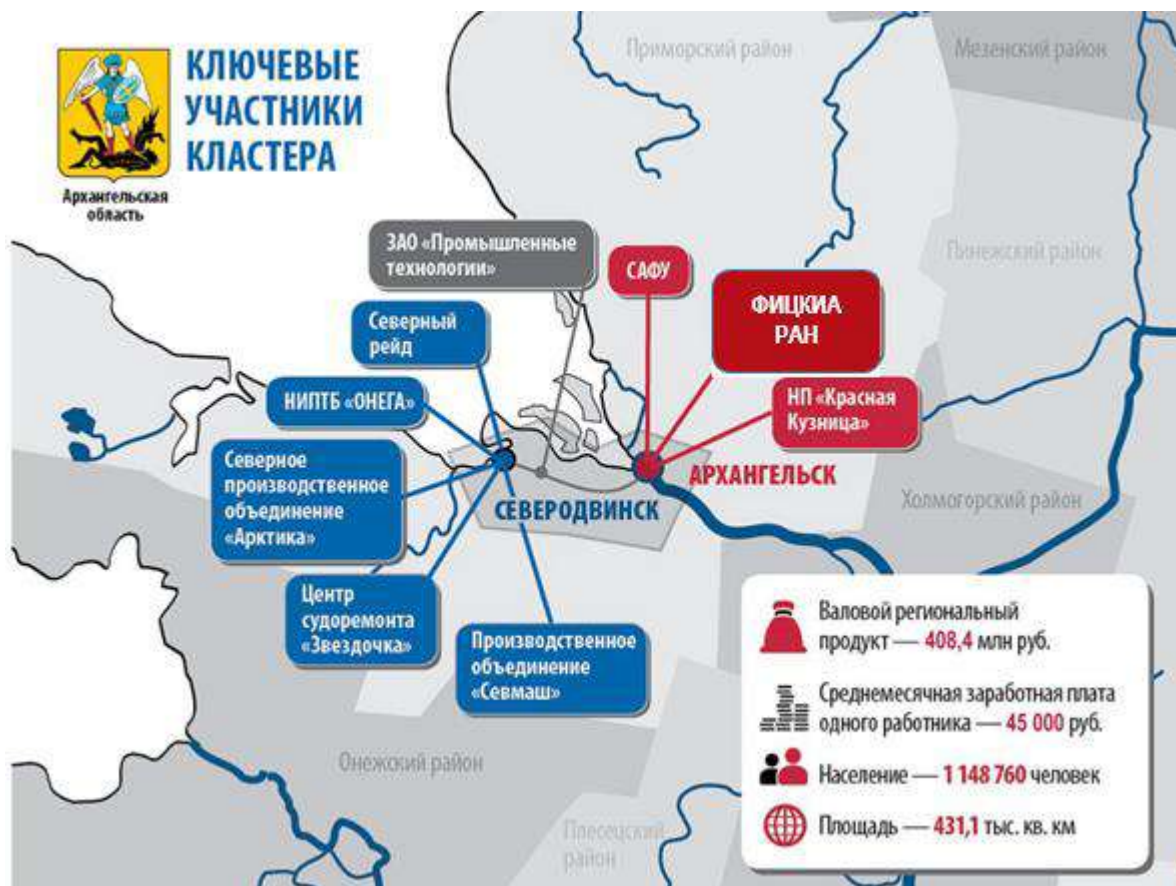 КЛЮЧЕВЫЕ
УЧАСТНИКИ
КЛАСТЕРА
Архангельская
область
Приморский район
Мезенский район
Пинежский район
ЗАО «Промышленные
технологии»
САФУ
ФИЦКИА
РАН
Северный
рейд
НИПТБ «ОНЕГА»
НП «Красная
Кузница»
Северное
производственное
объединение
«Арктика»
СЕВЕРОДВИНСК
АРХАНГЕЛЬСК
Холмогорский район
Центр
судоремонта
«Звездочка»
Производственное
объединение
«Севмаш»
Онежский район
Плесецкий
район
Валовой региональный
продукт — 408,4 млн руб.
Среднемесячная заработная плата
одного работника — 45 000 руб.
Население — 1 148 760 человек
Площадь — 431,1 тыс. кв. км